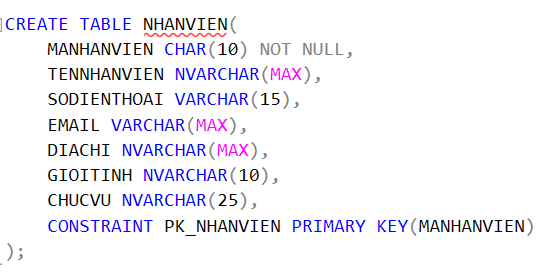 CREATE TABLE NHANVIEN(
MANHANVIEN CHAR(10) NOT NULL,
TENNHANVIEN NVARCHAR(MAX),
SODIENTHOAI VARCHAR(15),
EMAIL VARCHAR(MAX),
DIACHI NVARCHAR(MAX),
GIOITINH NVARCHAR(10),
CHUCVU NVARCHAR(25),
CONSTRAINT PK_NHANVIEN PRIMARY KEY(MANHANVIEN)
);